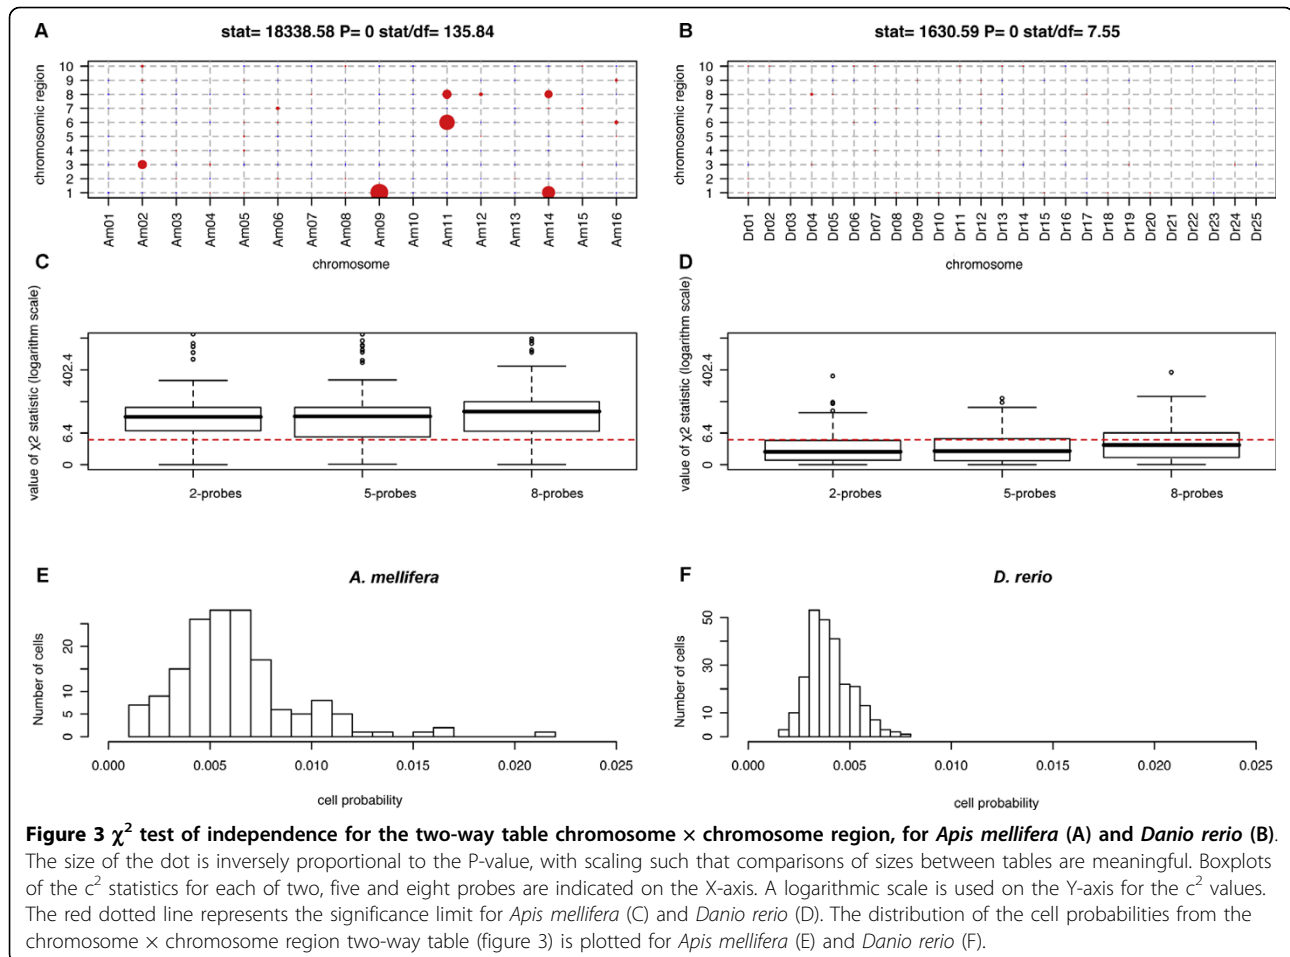 A
stat= 18338.58 P= 0 stat/df= 135.84
chromosomic region
10
9
8
7
6
5
4
3
2
1
Am01
Am02
Am03
Am04
Am05
Am06
Am07
Am08
Am09
Am10
Am11
Am12
Am13
Am14
Am15
Am16
chromosome
B
stat= 1630.59 P= 0 stat/df= 7.55
chromosomic region
10
9
8
7
6
5
4
3
2
1
Dr01
Dr02
Dr03
Dr04
Dr05
Dr06
Dr07
Dr08
Dr09
Dr10
Dr11
Dr12
Dr13
Dr14
Dr15
Dr16
Dr17
Dr18
Dr19
Dr20
Dr21
Dr22
Dr23
Dr24
Dr25
chromosome
C
value of χ2 statistic (logarithm scale)
402.4
6.4
0
2-probes
5-probes
8-probes
D
value of χ2 statistic (logarithm scale)
402.4
6.4
0
2-probes
5-probes
8-probes
E
A. mellifera
Number of cells
20
10
5
0
0.000
0.005
0.010
0.015
0.020
0.025
cell probability
F
D. rerio
Number of cells
50
30
10
0
0.000
0.005
0.010
0.015
0.020
0.025
cell probability
Figure 3 χ² test of independence for the two-way table chromosome × chromosome region, for Apis mellifera (A) and Danio rerio (B).
The size of the dot is inversely proportional to the P-value, with scaling such that comparisons of sizes between tables are meaningful. Boxplots
of the c² statistics for each of two, five and eight probes are indicated on the X-axis. A logarithmic scale is used on the Y-axis for the c² values.
The red dotted line represents the significance limit for Apis mellifera (C) and Danio rerio (D). The distribution of the cell probabilities from the
chromosome × chromosome region two-way table (figure 3) is plotted for Apis mellifera (E) and Danio rerio (F).